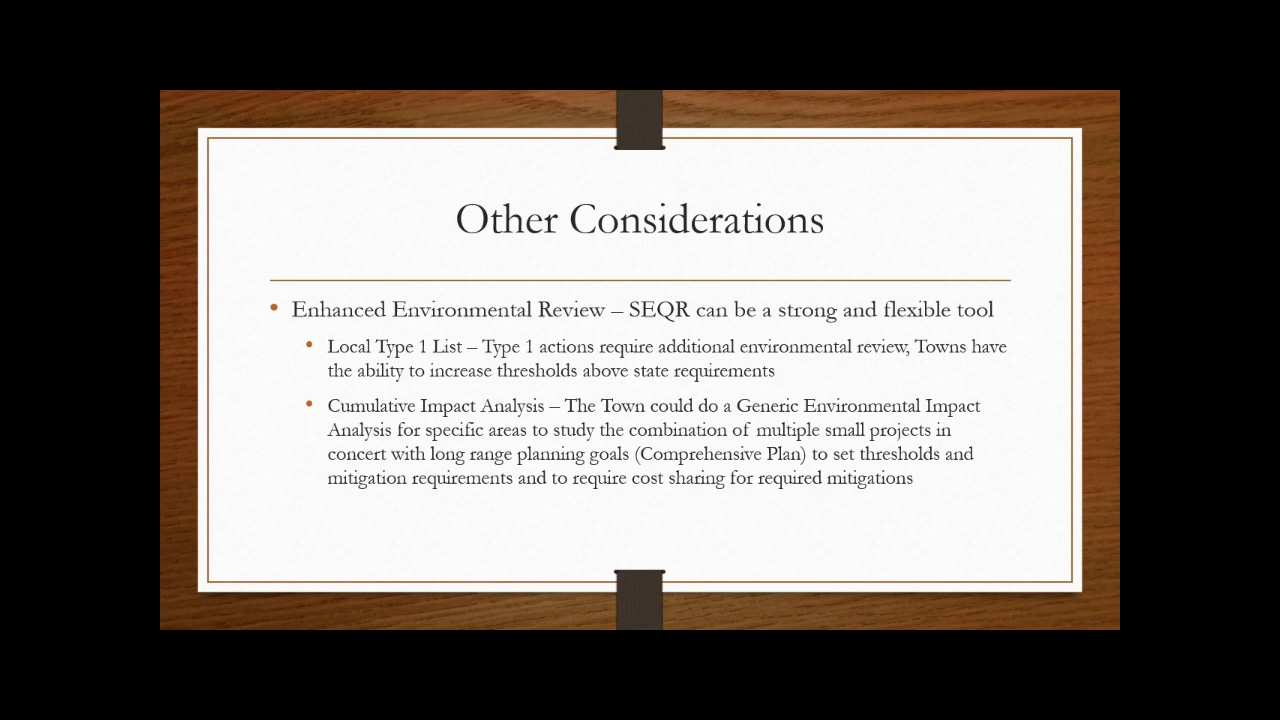 Other Considerations
• Enhanced Environmental Review – SEQR can be a strong and flexible tool
• Local Type 1 List – Type 1 actions require additional environmental review, Towns have
the ability to increase thresholds above state requirements
• Cumulative Impact Analysis – The Town could do a Generic Environmental Impact
Analysis for specific areas to study the combination of multiple small projects in
concert with long range planning goals (Comprehensive Plan) to set thresholds and
mitigation requirements and to require cost sharing for required mitigations